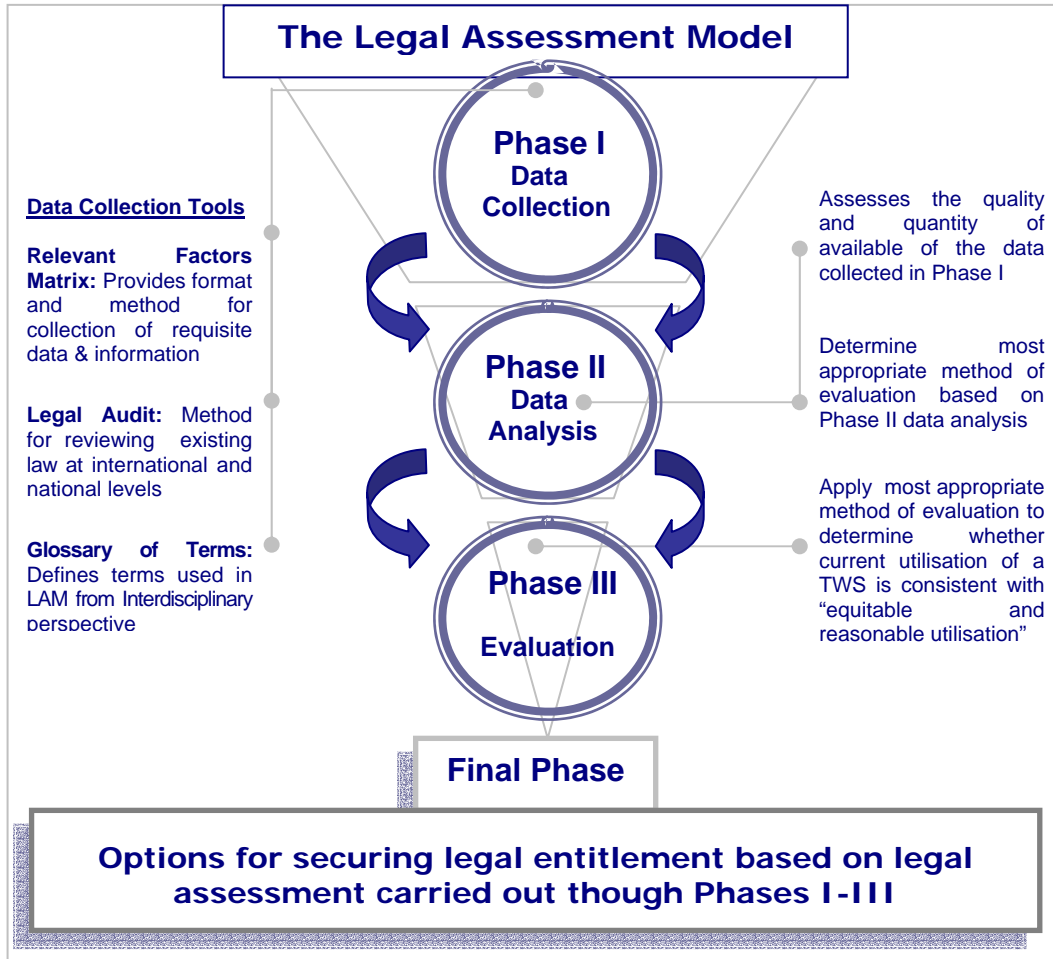 The Legal Assessment Model
Phase I
Data
Collection
Data Collection Tools
Relevant Factors
Matrix: Provides format
and method for
collection of requisite
data & information
Legal Audit: Method
for reviewing existing
law at international and
national levels
Glossary of Terms:
Defines terms used in
LAM from Interdisciplinary
perspective
Phase II
Data
Analysis
Assesses the quality
and quantity of
available of the data
collected in Phase I
Determine most
appropriate method of
evaluation based on
Phase II data analysis
Phase III
Evaluation
Apply most appropriate
method of evaluation to
determine whether
current utilisation of a
TWS is consistent with
“equitable and
reasonable utilisation”
Final Phase
Options for securing legal entitlement based on legal
assessment carried out though Phases I-III